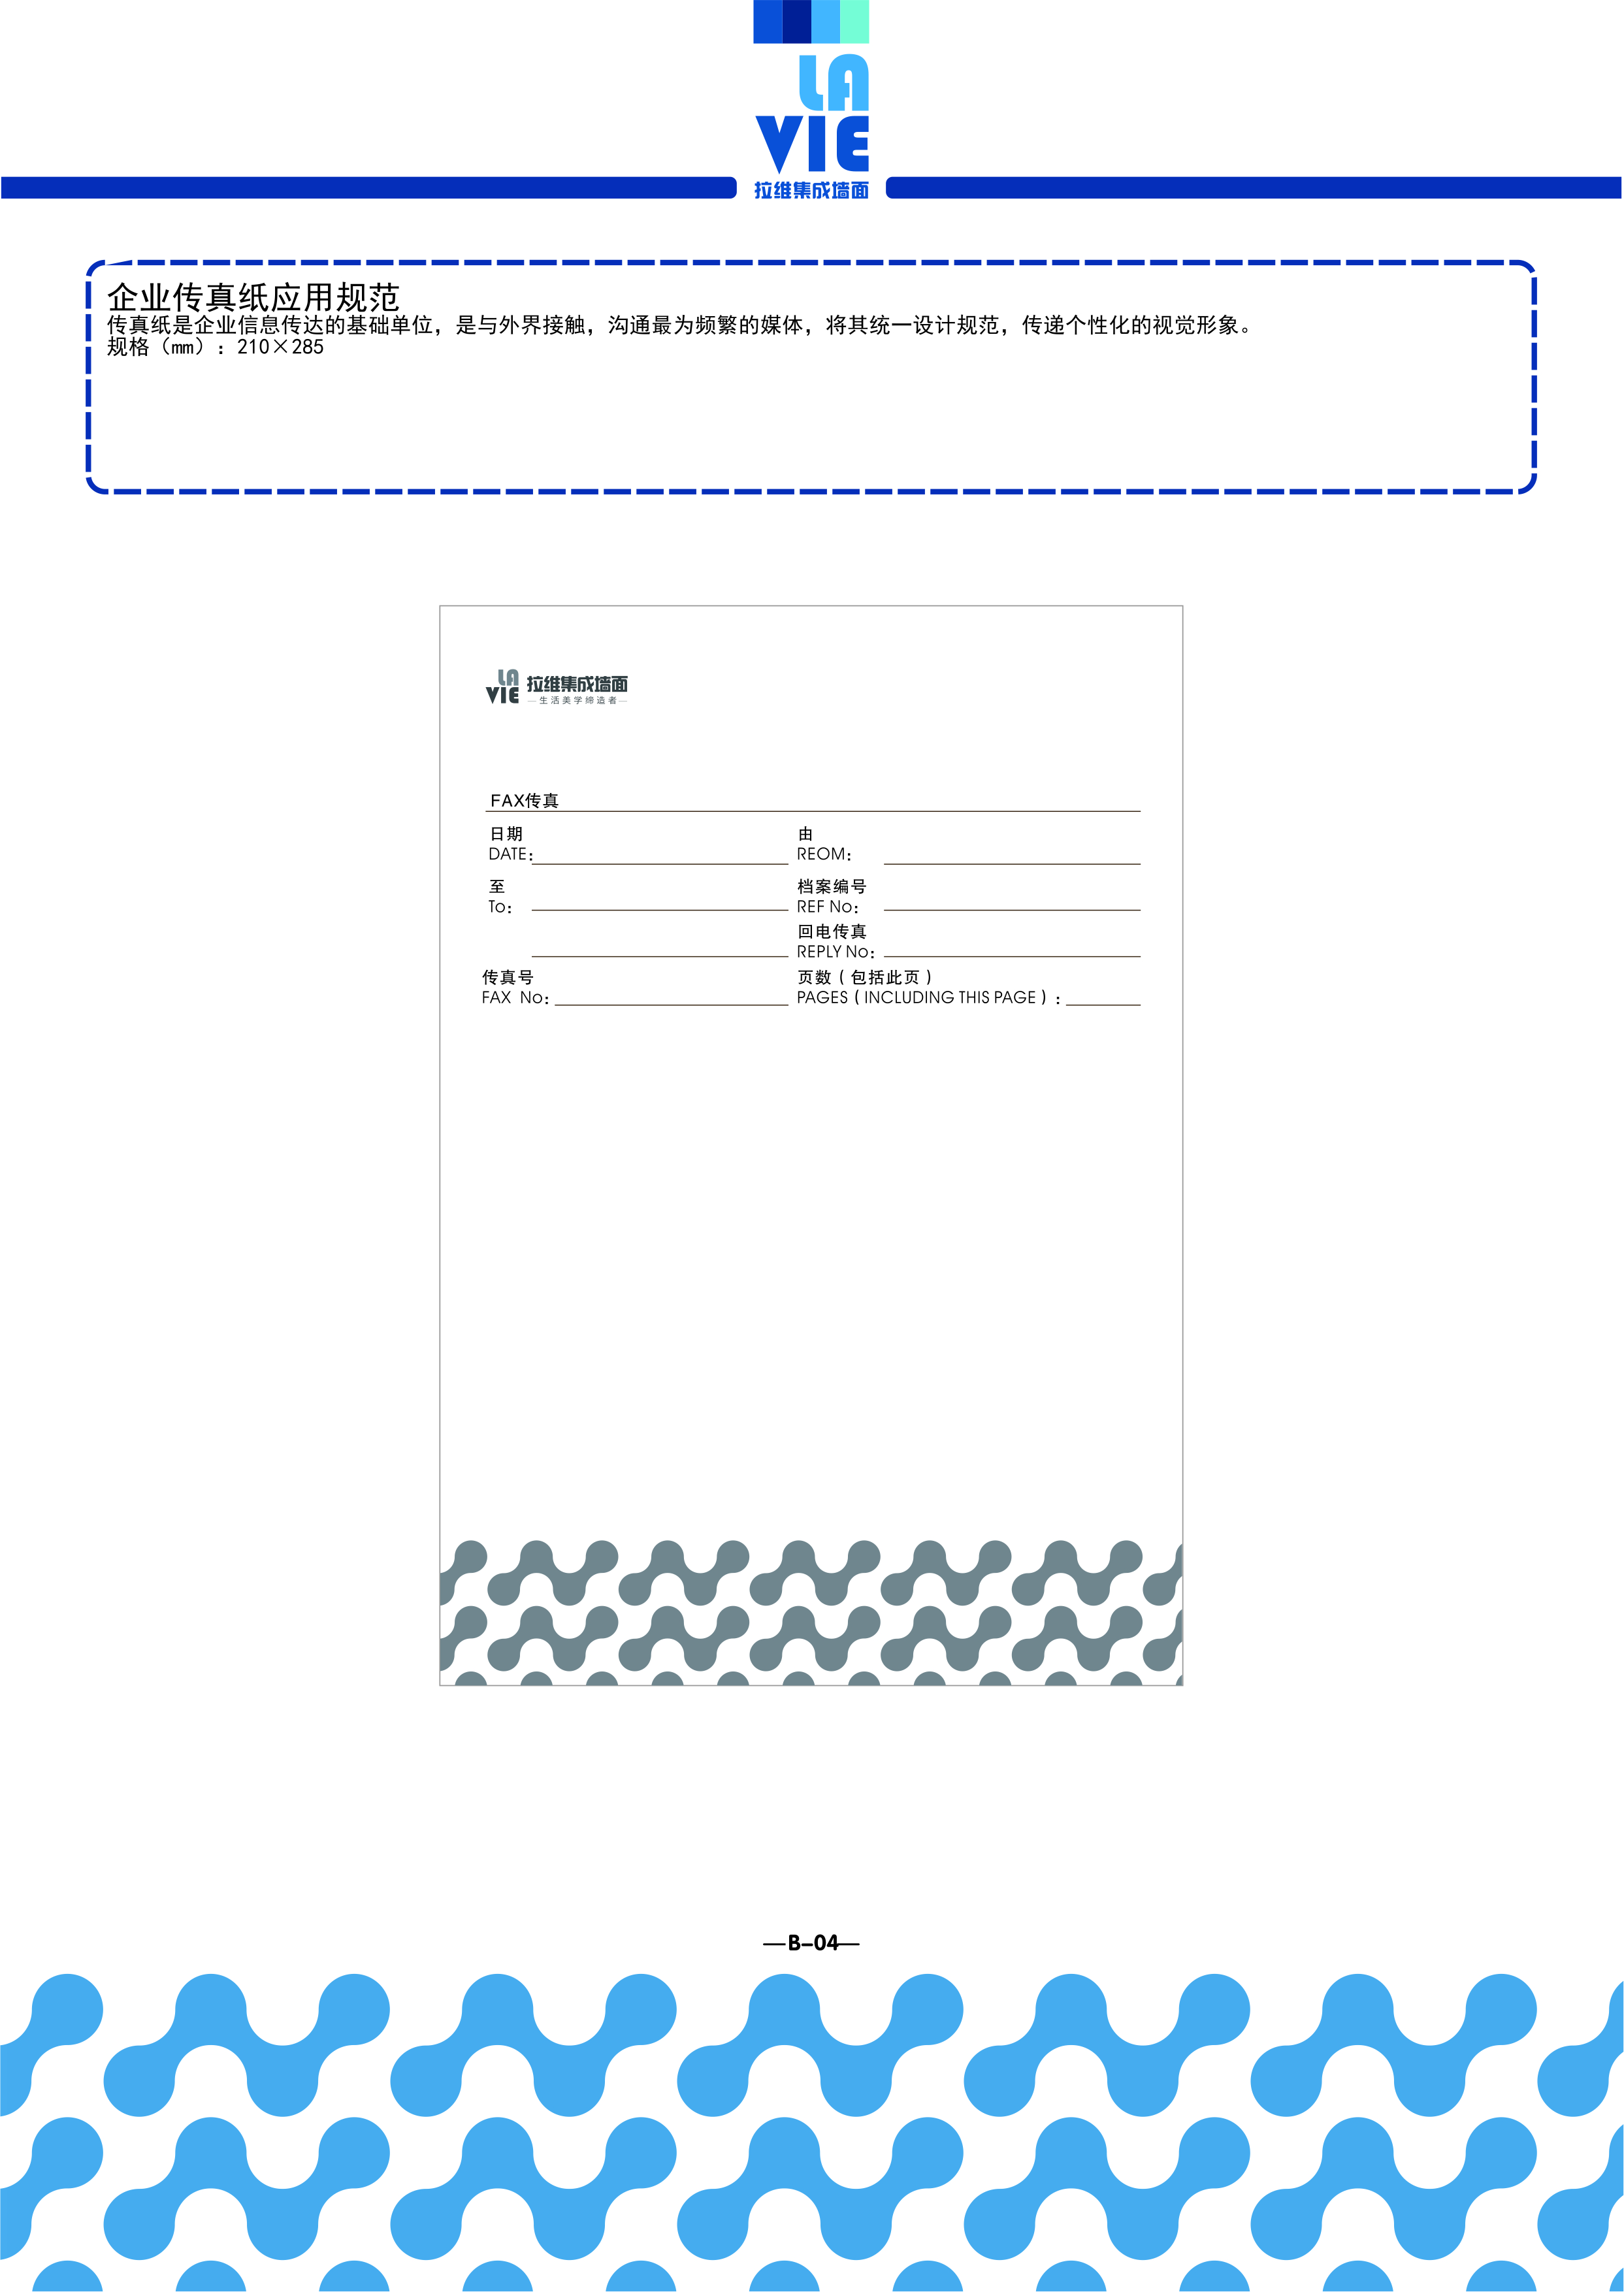 LA
VIE
拉维集成墙面
企业传真纸应用规范
传真纸是企业信息传达的基础单位，是与外界接触，沟通最为频繁的媒体，将其统一设计规范，传递个性化的视觉形象。
规格（mm）：210×285
LA
VIE
拉维集成墙面
—生活美学缔造者—
FAX传真
日期
DATE：
由
REOM：
至
To：
档案编号
REF No：
回电传真
REPLY No：
传真号
FAX No：
页数（包括此页）
PAGES（INCLUDING THIS PAGE）：
—B-04—